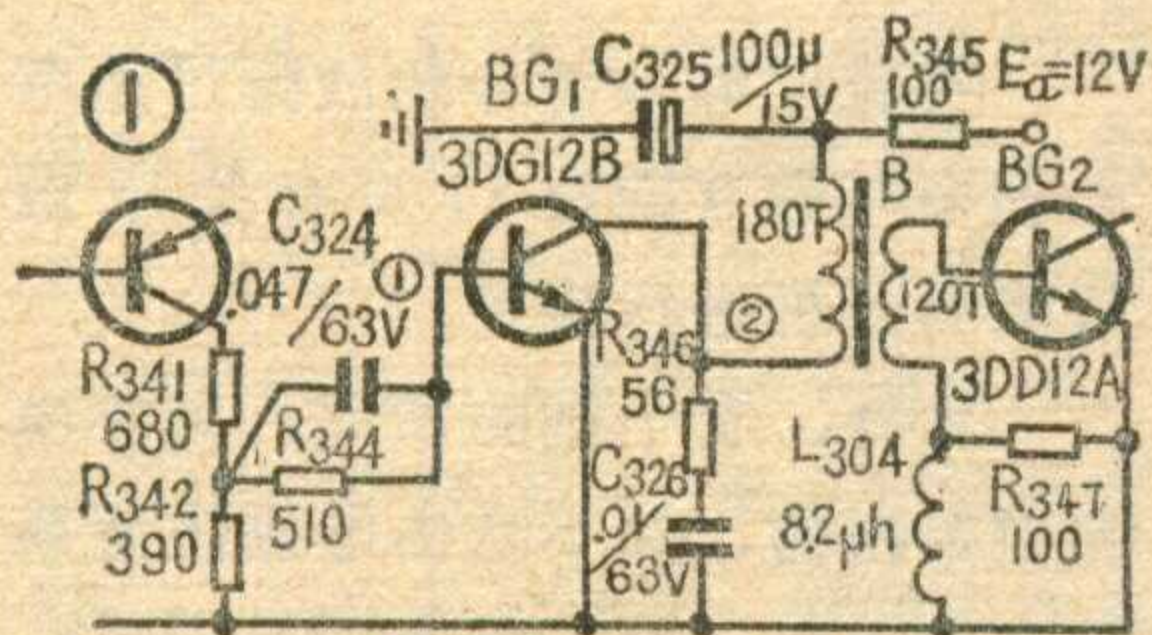 ①
BG₁
C₃₂₅
100μ/15V
R₃₄₅
100
E𝒸=12V
3DG12B
BG₂
C₃₂₄
.047/63V
①
180T
B
120T
R₃₄₁
680
R₃₄₄
510
R₃₄₂
390
R₃₄₆
56
②
C₃₂₆
.01/63V
L₃₀₄
8.2μh
3DD12A
R₃₄₇
100